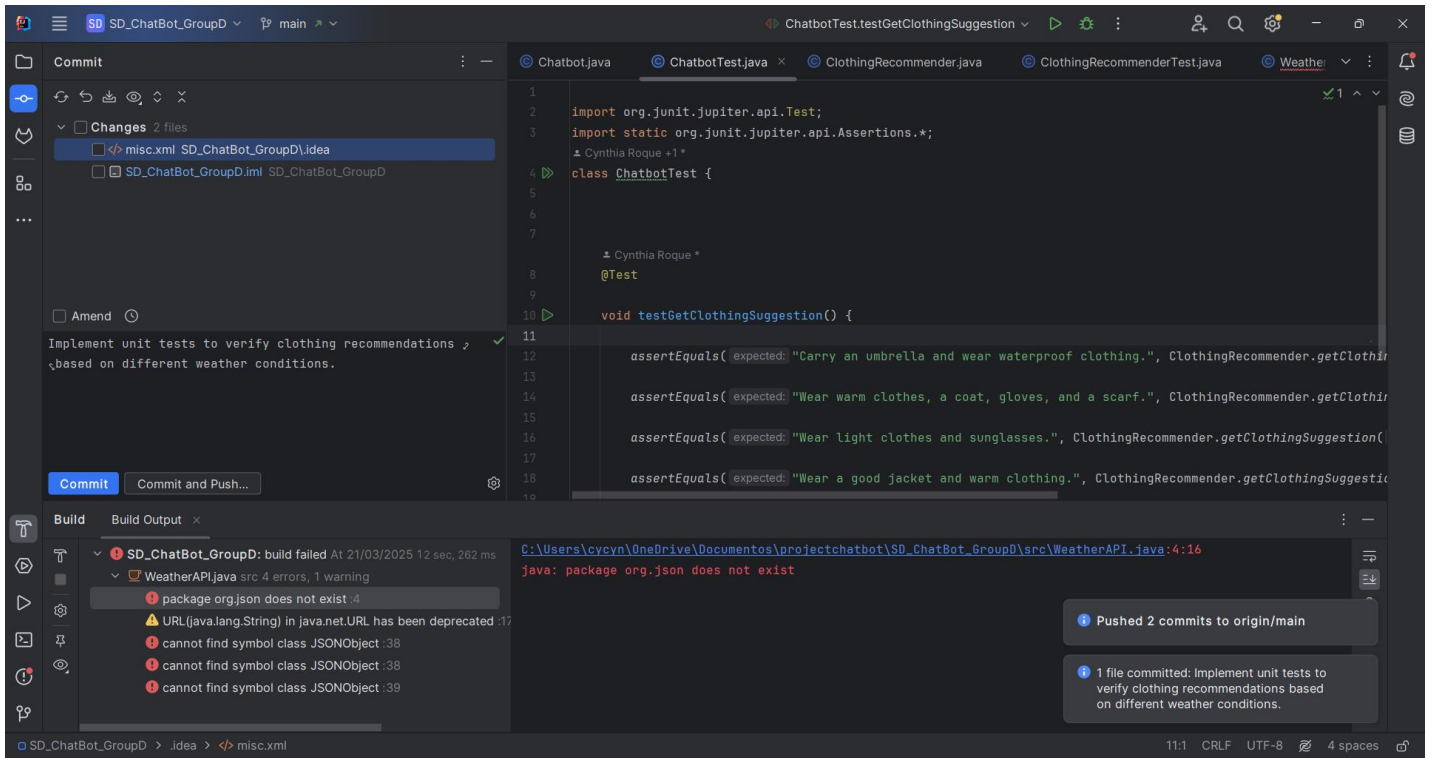 SD SD_ChatBot_GroupD main ChatbotTest.testGetClothingSuggestion
Commit
Changes 2 files
</> misc.xml SD_ChatBot_GroupD\.idea
SD_ChatBot_GroupD.iml SD_ChatBot_GroupD
Amend
Implement unit tests to verify clothing recommendations
based on different weather conditions.
Commit Commit and Push...
Chatbot.java ChatbotTest.java ClothingRecommender.java ClothingRecommenderTest.java Weather
1
1
2 import org.junit.jupiter.api.Test;
3 import static org.junit.jupiter.api.Assertions.*;
Cynthia Roque +1 *
4 class ChatbotTest {
5
6
7
Cynthia Roque *
8 @Test
9
10 void testGetClothingSuggestion() {
11
12 assertEquals( expected: "Carry an umbrella and wear waterproof clothing.", ClothingRecommender.getClothin
13
14 assertEquals( expected: "Wear warm clothes, a coat, gloves, and a scarf.", ClothingRecommender.getClothin
15
16 assertEquals( expected: "Wear light clothes and sunglasses.", ClothingRecommender.getClothingSuggestion(
17
18 assertEquals( expected: "Wear a good jacket and warm clothing.", ClothingRecommender.getClothingSuggestio
19
Build Build Output
SD_ChatBot_GroupD: build failed At 21/03/2025 12 sec, 262 ms
WeatherAPI.java src 4 errors, 1 warning
package org.json does not exist :4
URL(java.lang.String) in java.net.URL has been deprecated :17
cannot find symbol class JSONObject :38
cannot find symbol class JSONObject :38
cannot find symbol class JSONObject :39
C:\Users\cycyn\OneDrive\Documentos\projectchatbot\SD_ChatBot_GroupD\src\WeatherAPI.java:4:16
java: package org.json does not exist
Pushed 2 commits to origin/main
1 file committed: Implement unit tests to
verify clothing recommendations based
on different weather conditions.
SD_ChatBot_GroupD > .idea > </> misc.xml 11:1 CRLF UTF-8 4 spaces